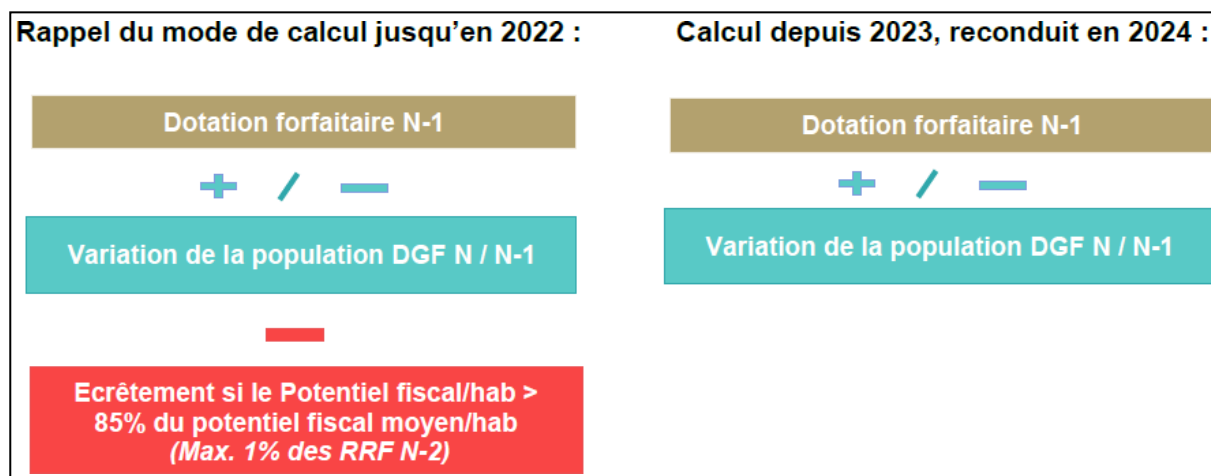 Rappel du mode de calcul jusqu'en 2022 :
Dotation forfaitaire N-1
+ / −
Variation de la population DGF N / N-1
−
Ecrêtement si le Potentiel fiscal/hab >
85% du potentiel fiscal moyen/hab
(Max. 1% des RRF N-2)
Calcul depuis 2023, reconduit en 2024 :
Dotation forfaitaire N-1
+ / −
Variation de la population DGF N / N-1